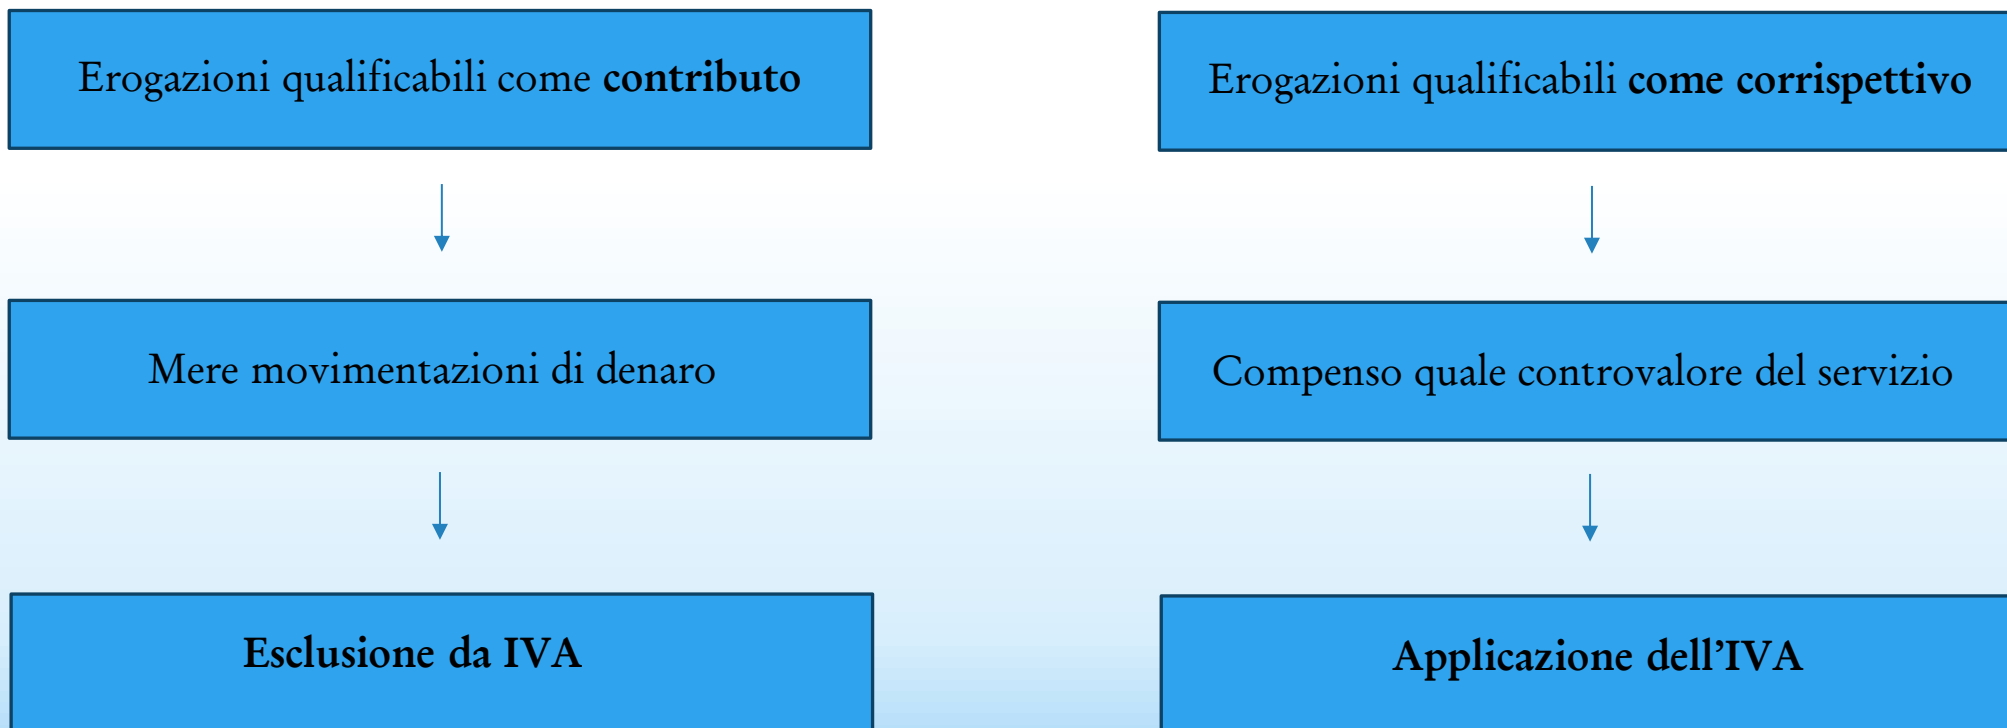 Erogazioni qualificabili come contributo
Erogazioni qualificabili come corrispettivo
Mere movimentazioni di denaro
Compenso quale controvalore del servizio
Esclusione da IVA
Applicazione dell’IVA